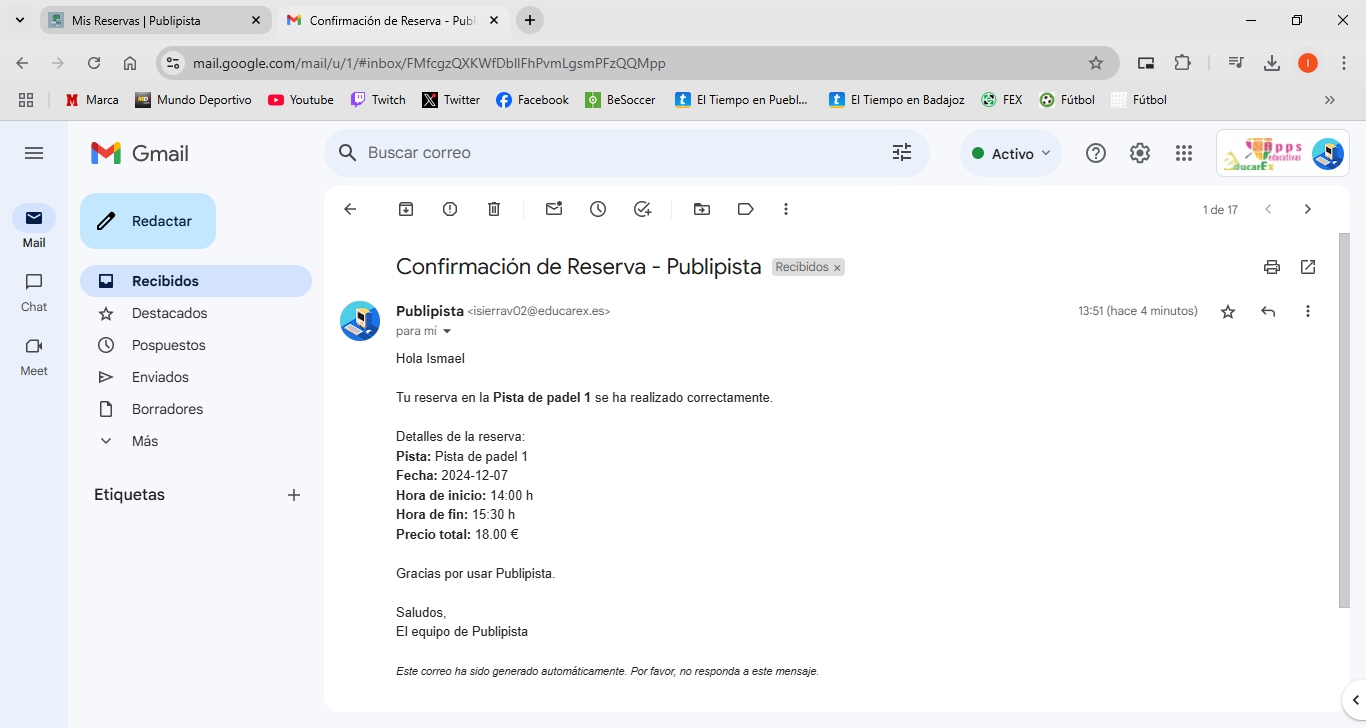 Mis Reservas | Publipista
Confirmación de Reserva - Publ
mail.google.com/mail/u/1/#inbox/FMfcgzQXKWfDbllFhPvmLgsmPFzQQMpp
I
Marca
Mundo Deportivo
Youtube
Twitch
Twitter
Facebook
BeSoccer
El Tiempo en Puebl...
El Tiempo en Badajoz
FEX
Fútbol
Fútbol
Gmail
Buscar correo
Activo
Apps
educativas
EducarEx
Redactar
Mail
Chat
Meet
Recibidos
Destacados
Pospuestos
Enviados
Borradores
Más
Etiquetas
1 de 17
Confirmación de Reserva - Publipista
Recibidos
Publipista <isierrav02@educarex.es>
13:51 (hace 4 minutos)
para mí
Hola Ismael
Tu reserva en la Pista de padel 1 se ha realizado correctamente.
Detalles de la reserva:
Pista: Pista de padel 1
Fecha: 2024-12-07
Hora de inicio: 14:00 h
Hora de fin: 15:30 h
Precio total: 18.00 €
Gracias por usar Publipista.
Saludos,
El equipo de Publipista
Este correo ha sido generado automáticamente. Por favor, no responda a este mensaje.